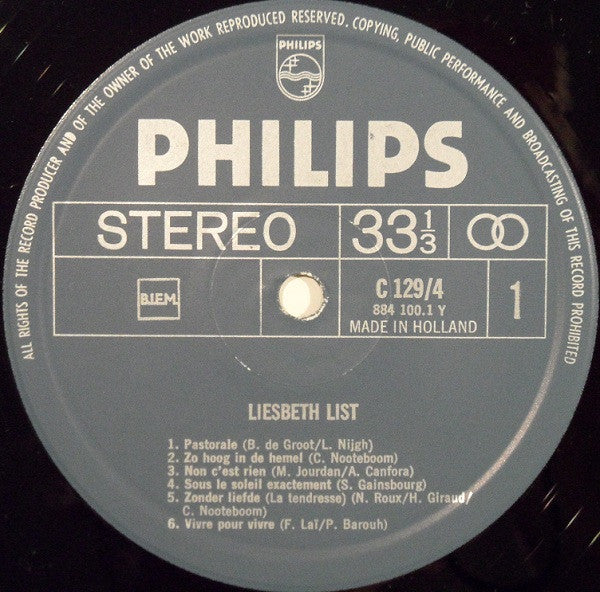 ALL RIGHTS OF THE RECORD PRODUCER AND OF THE OWNER OF THE WORK REPRODUCED RESERVED. COPYING, PUBLIC PERFORMANCE AND BROADCASTING OF THIS RECORD PROHIBITED
PHILIPS
PHILIPS
STEREO 33 1/3
B.I.E.M. C 129/4 1
884 100.1 Y
MADE IN HOLLAND
LIESBETH LIST
1. Pastorale (B. de Groot/L. Nijgh)
2. Zo hoog in de hemel (C. Nooteboom)
3. Non c'est rien (M. Jourdan/A. Canfora)
4. Sous le soleil exactement (S. Gainsbourg)
5. Zonder liefde (La tendresse) (N. Roux/H. Giraud/
C. Nooteboom)
6. Vivre pour vivre (F. Laï/P. Barouh)